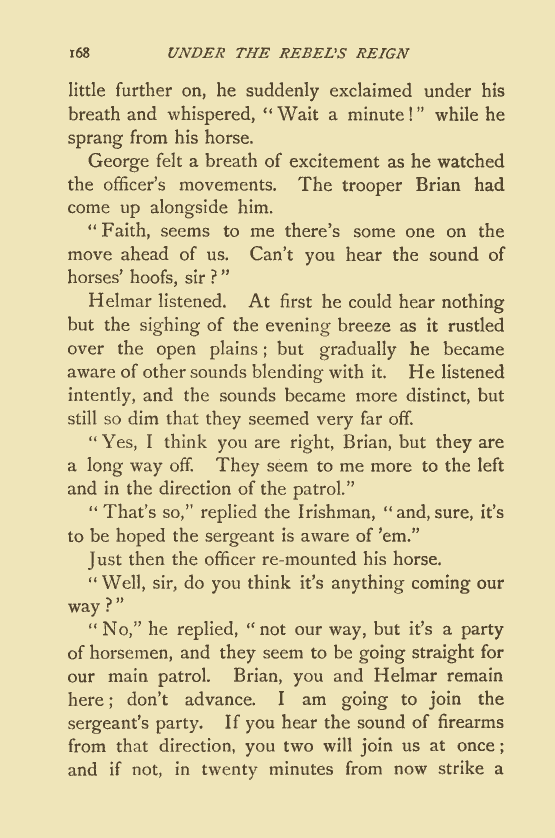 168 UNDER THE REBEL'S REIGN
little further on, he suddenly exclaimed under his
breath and whispered, “Wait a minute!” while he
sprang from his horse.
George felt a breath of excitement as he watched
the officer's movements. The trooper Brian had
come up alongside him.
“Faith, seems to me there's some one on the
move ahead of us. Can't you hear the sound of
horses' hoofs, sir?”
Helmar listened. At first he could hear nothing
but the sighing of the evening breeze as it rustled
over the open plains; but gradually he became
aware of other sounds blending with it. He listened
intently, and the sounds became more distinct, but
still so dim that they seemed very far off.
“Yes, I think you are right, Brian, but they are
a long way off. They seem to me more to the left
and in the direction of the patrol.”
“That's so,” replied the Irishman, “and, sure, it's
to be hoped the sergeant is aware of 'em.”
Just then the officer re-mounted his horse.
“Well, sir, do you think it's anything coming our
way?”
“No,” he replied, “not our way, but it's a party
of horsemen, and they seem to be going straight for
our main patrol. Brian, you and Helmar remain
here; don't advance. I am going to join the
sergeant's party. If you hear the sound of firearms
from that direction, you two will join us at once;
and if not, in twenty minutes from now strike a